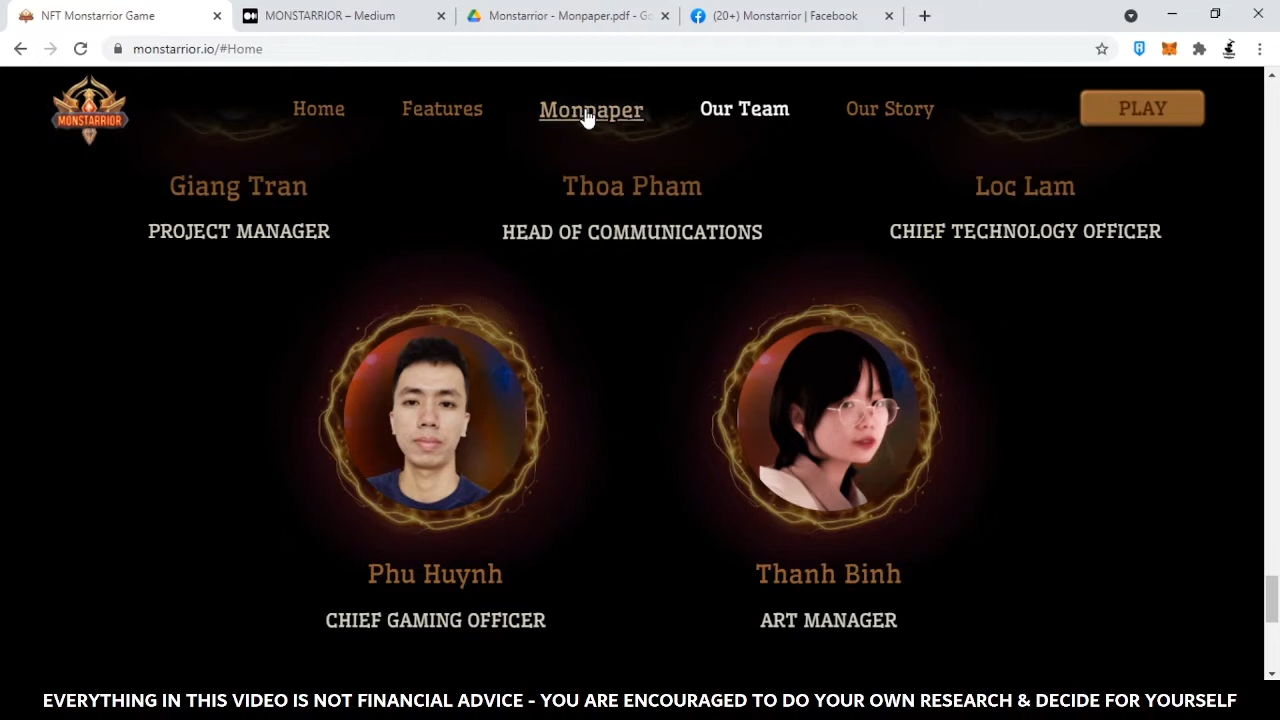 NFT Monstarrior Game
MONSTARRIOR – Medium
Monstarrior - Monpaper.pdf - Go
(20+) Monstarrior | Facebook
monstarrior.io/#Home
MONSTARRIOR
Home
Features
Monpaper
Our Team
Our Story
PLAY
Giang Tran
Thoa Pham
Loc Lam
PROJECT MANAGER
HEAD OF COMMUNICATIONS
CHIEF TECHNOLOGY OFFICER
Phu Huynh
Thanh Binh
CHIEF GAMING OFFICER
ART MANAGER
EVERYTHING IN THIS VIDEO IS NOT FINANCIAL ADVICE - YOU ARE ENCOURAGED TO DO YOUR OWN RESEARCH & DECIDE FOR YOURSELF